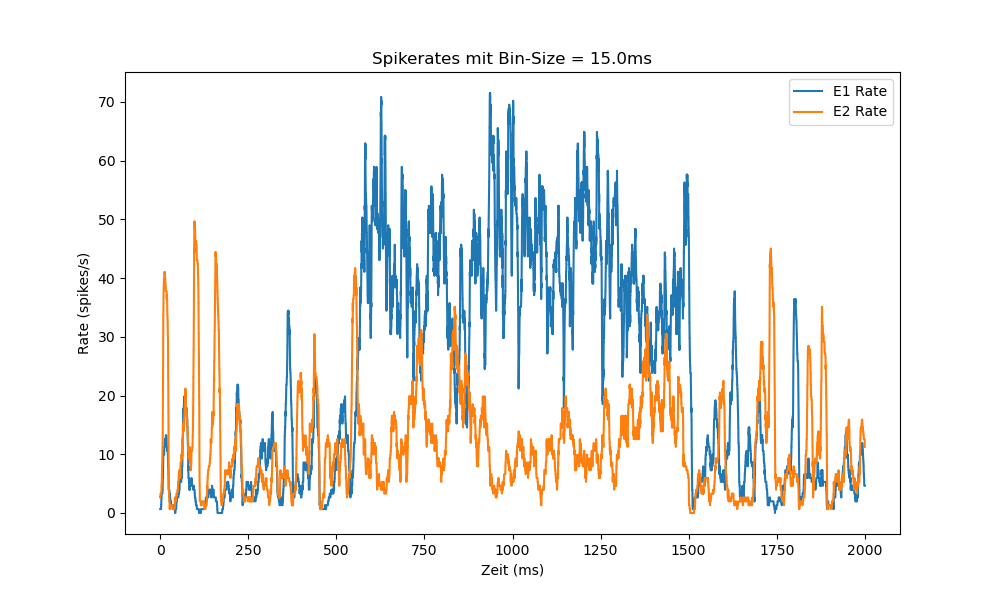 Spikerates mit Bin-Size = 15.0ms
E1 Rate
E2 Rate
Rate (spikes/s)
70
60
50
40
30
20
10
0
0 250 500 750 1000 1250 1500 1750 2000
Zeit (ms)